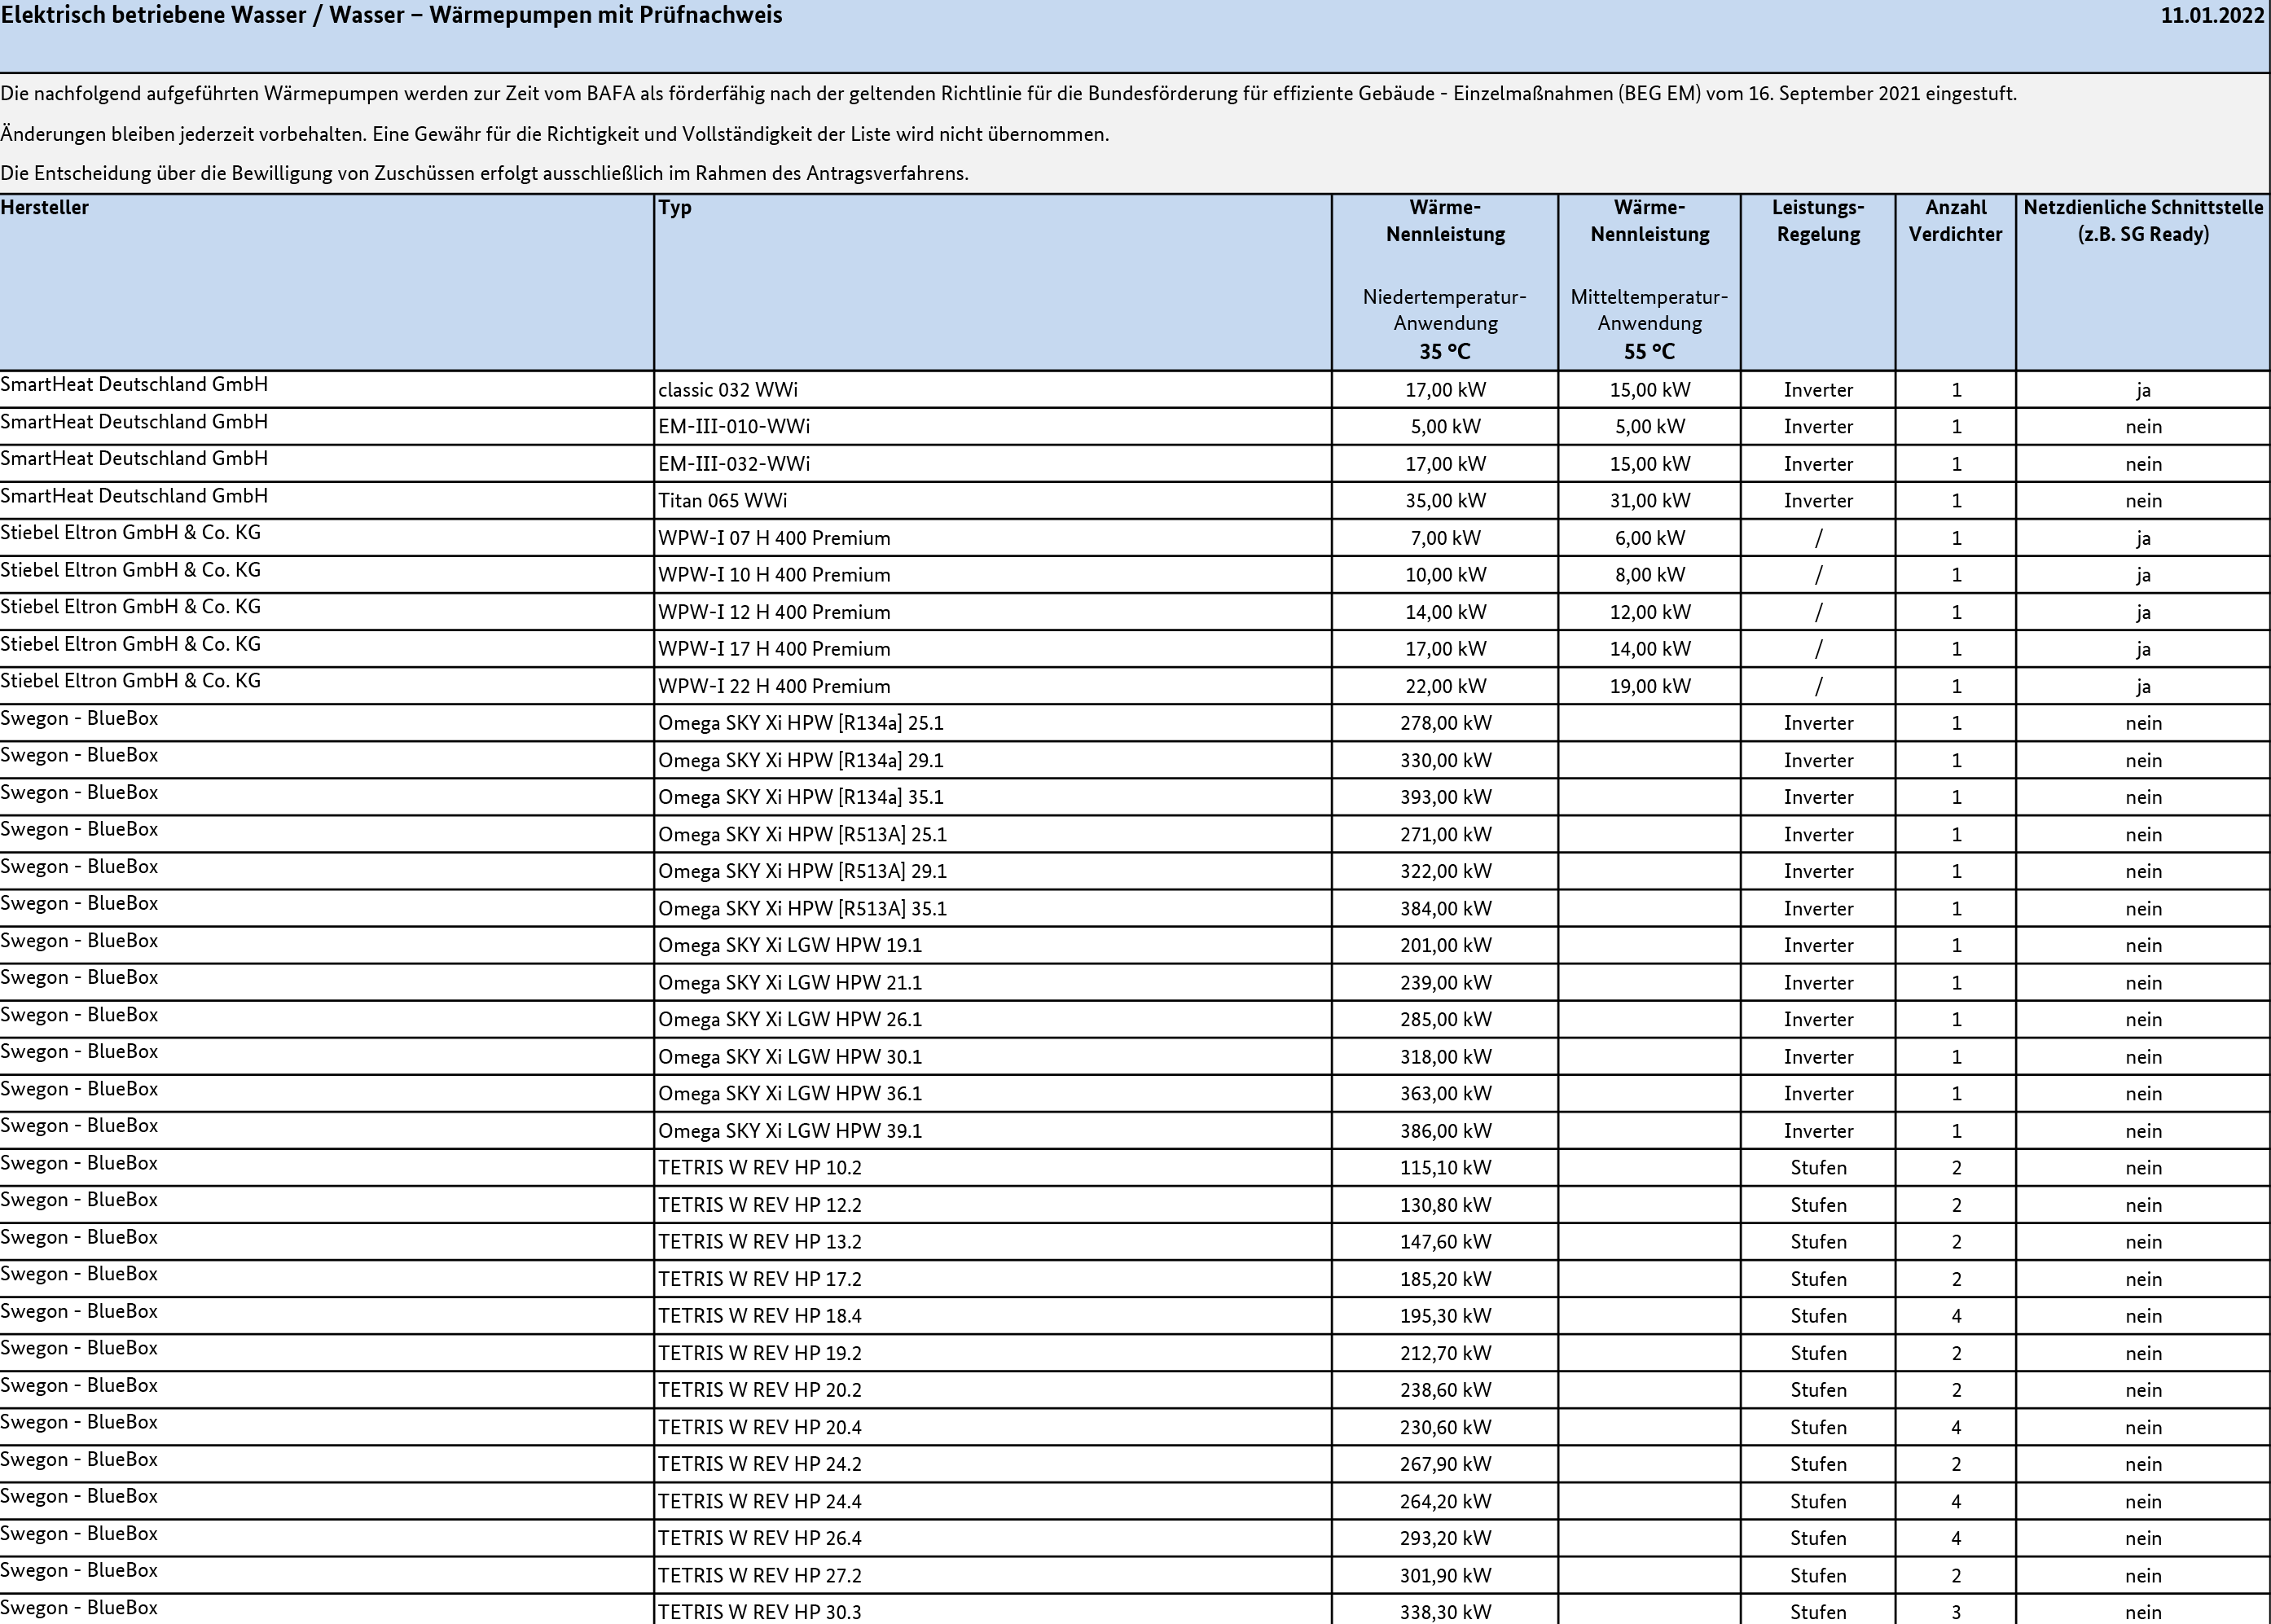 Elektrisch betriebene Wasser / Wasser – Wärmepumpen mit Prüfnachweis 11.01.2022
Die nachfolgend aufgeführten Wärmepumpen werden zur Zeit vom BAFA als förderfähig nach der geltenden Richtlinie für die Bundesförderung für effiziente Gebäude - Einzelmaßnahmen (BEG EM) vom 16. September 2021 eingestuft.
Änderungen bleiben jederzeit vorbehalten. Eine Gewähr für die Richtigkeit und Vollständigkeit der Liste wird nicht übernommen.
Die Entscheidung über die Bewilligung von Zuschüssen erfolgt ausschließlich im Rahmen des Antragsverfahrens.
Hersteller Typ Wärme- Wärme- Leistungs- Anzahl Netzdienliche Schnittstelle
Nennleistung Nennleistung Regelung Verdichter (z.B. SG Ready)
Niedertemperatur- Mitteltemperatur-
Anwendung Anwendung
35 °C 55 °C
SmartHeat Deutschland GmbH classic 032 WWi 17,00 kW 15,00 kW Inverter 1 ja
SmartHeat Deutschland GmbH EM-III-010-WWi 5,00 kW 5,00 kW Inverter 1 nein
SmartHeat Deutschland GmbH EM-III-032-WWi 17,00 kW 15,00 kW Inverter 1 nein
SmartHeat Deutschland GmbH Titan 065 WWi 35,00 kW 31,00 kW Inverter 1 nein
Stiebel Eltron GmbH & Co. KG WPW-I 07 H 400 Premium 7,00 kW 6,00 kW / 1 ja
Stiebel Eltron GmbH & Co. KG WPW-I 10 H 400 Premium 10,00 kW 8,00 kW / 1 ja
Stiebel Eltron GmbH & Co. KG WPW-I 12 H 400 Premium 14,00 kW 12,00 kW / 1 ja
Stiebel Eltron GmbH & Co. KG WPW-I 17 H 400 Premium 17,00 kW 14,00 kW / 1 ja
Stiebel Eltron GmbH & Co. KG WPW-I 22 H 400 Premium 22,00 kW 19,00 kW / 1 ja
Swegon - BlueBox Omega SKY Xi HPW [R134a] 25.1 278,00 kW Inverter 1 nein
Swegon - BlueBox Omega SKY Xi HPW [R134a] 29.1 330,00 kW Inverter 1 nein
Swegon - BlueBox Omega SKY Xi HPW [R134a] 35.1 393,00 kW Inverter 1 nein
Swegon - BlueBox Omega SKY Xi HPW [R513A] 25.1 271,00 kW Inverter 1 nein
Swegon - BlueBox Omega SKY Xi HPW [R513A] 29.1 322,00 kW Inverter 1 nein
Swegon - BlueBox Omega SKY Xi HPW [R513A] 35.1 384,00 kW Inverter 1 nein
Swegon - BlueBox Omega SKY Xi LGW HPW 19.1 201,00 kW Inverter 1 nein
Swegon - BlueBox Omega SKY Xi LGW HPW 21.1 239,00 kW Inverter 1 nein
Swegon - BlueBox Omega SKY Xi LGW HPW 26.1 285,00 kW Inverter 1 nein
Swegon - BlueBox Omega SKY Xi LGW HPW 30.1 318,00 kW Inverter 1 nein
Swegon - BlueBox Omega SKY Xi LGW HPW 36.1 363,00 kW Inverter 1 nein
Swegon - BlueBox Omega SKY Xi LGW HPW 39.1 386,00 kW Inverter 1 nein
Swegon - BlueBox TETRIS W REV HP 10.2 115,10 kW Stufen 2 nein
Swegon - BlueBox TETRIS W REV HP 12.2 130,80 kW Stufen 2 nein
Swegon - BlueBox TETRIS W REV HP 13.2 147,60 kW Stufen 2 nein
Swegon - BlueBox TETRIS W REV HP 17.2 185,20 kW Stufen 2 nein
Swegon - BlueBox TETRIS W REV HP 18.4 195,30 kW Stufen 4 nein
Swegon - BlueBox TETRIS W REV HP 19.2 212,70 kW Stufen 2 nein
Swegon - BlueBox TETRIS W REV HP 20.2 238,60 kW Stufen 2 nein
Swegon - BlueBox TETRIS W REV HP 20.4 230,60 kW Stufen 4 nein
Swegon - BlueBox TETRIS W REV HP 24.2 267,90 kW Stufen 2 nein
Swegon - BlueBox TETRIS W REV HP 24.4 264,20 kW Stufen 4 nein
Swegon - BlueBox TETRIS W REV HP 26.4 293,20 kW Stufen 4 nein
Swegon - BlueBox TETRIS W REV HP 27.2 301,90 kW Stufen 2 nein
Swegon - BlueBox TETRIS W REV HP 30.3 338,30 kW Stufen 3 nein